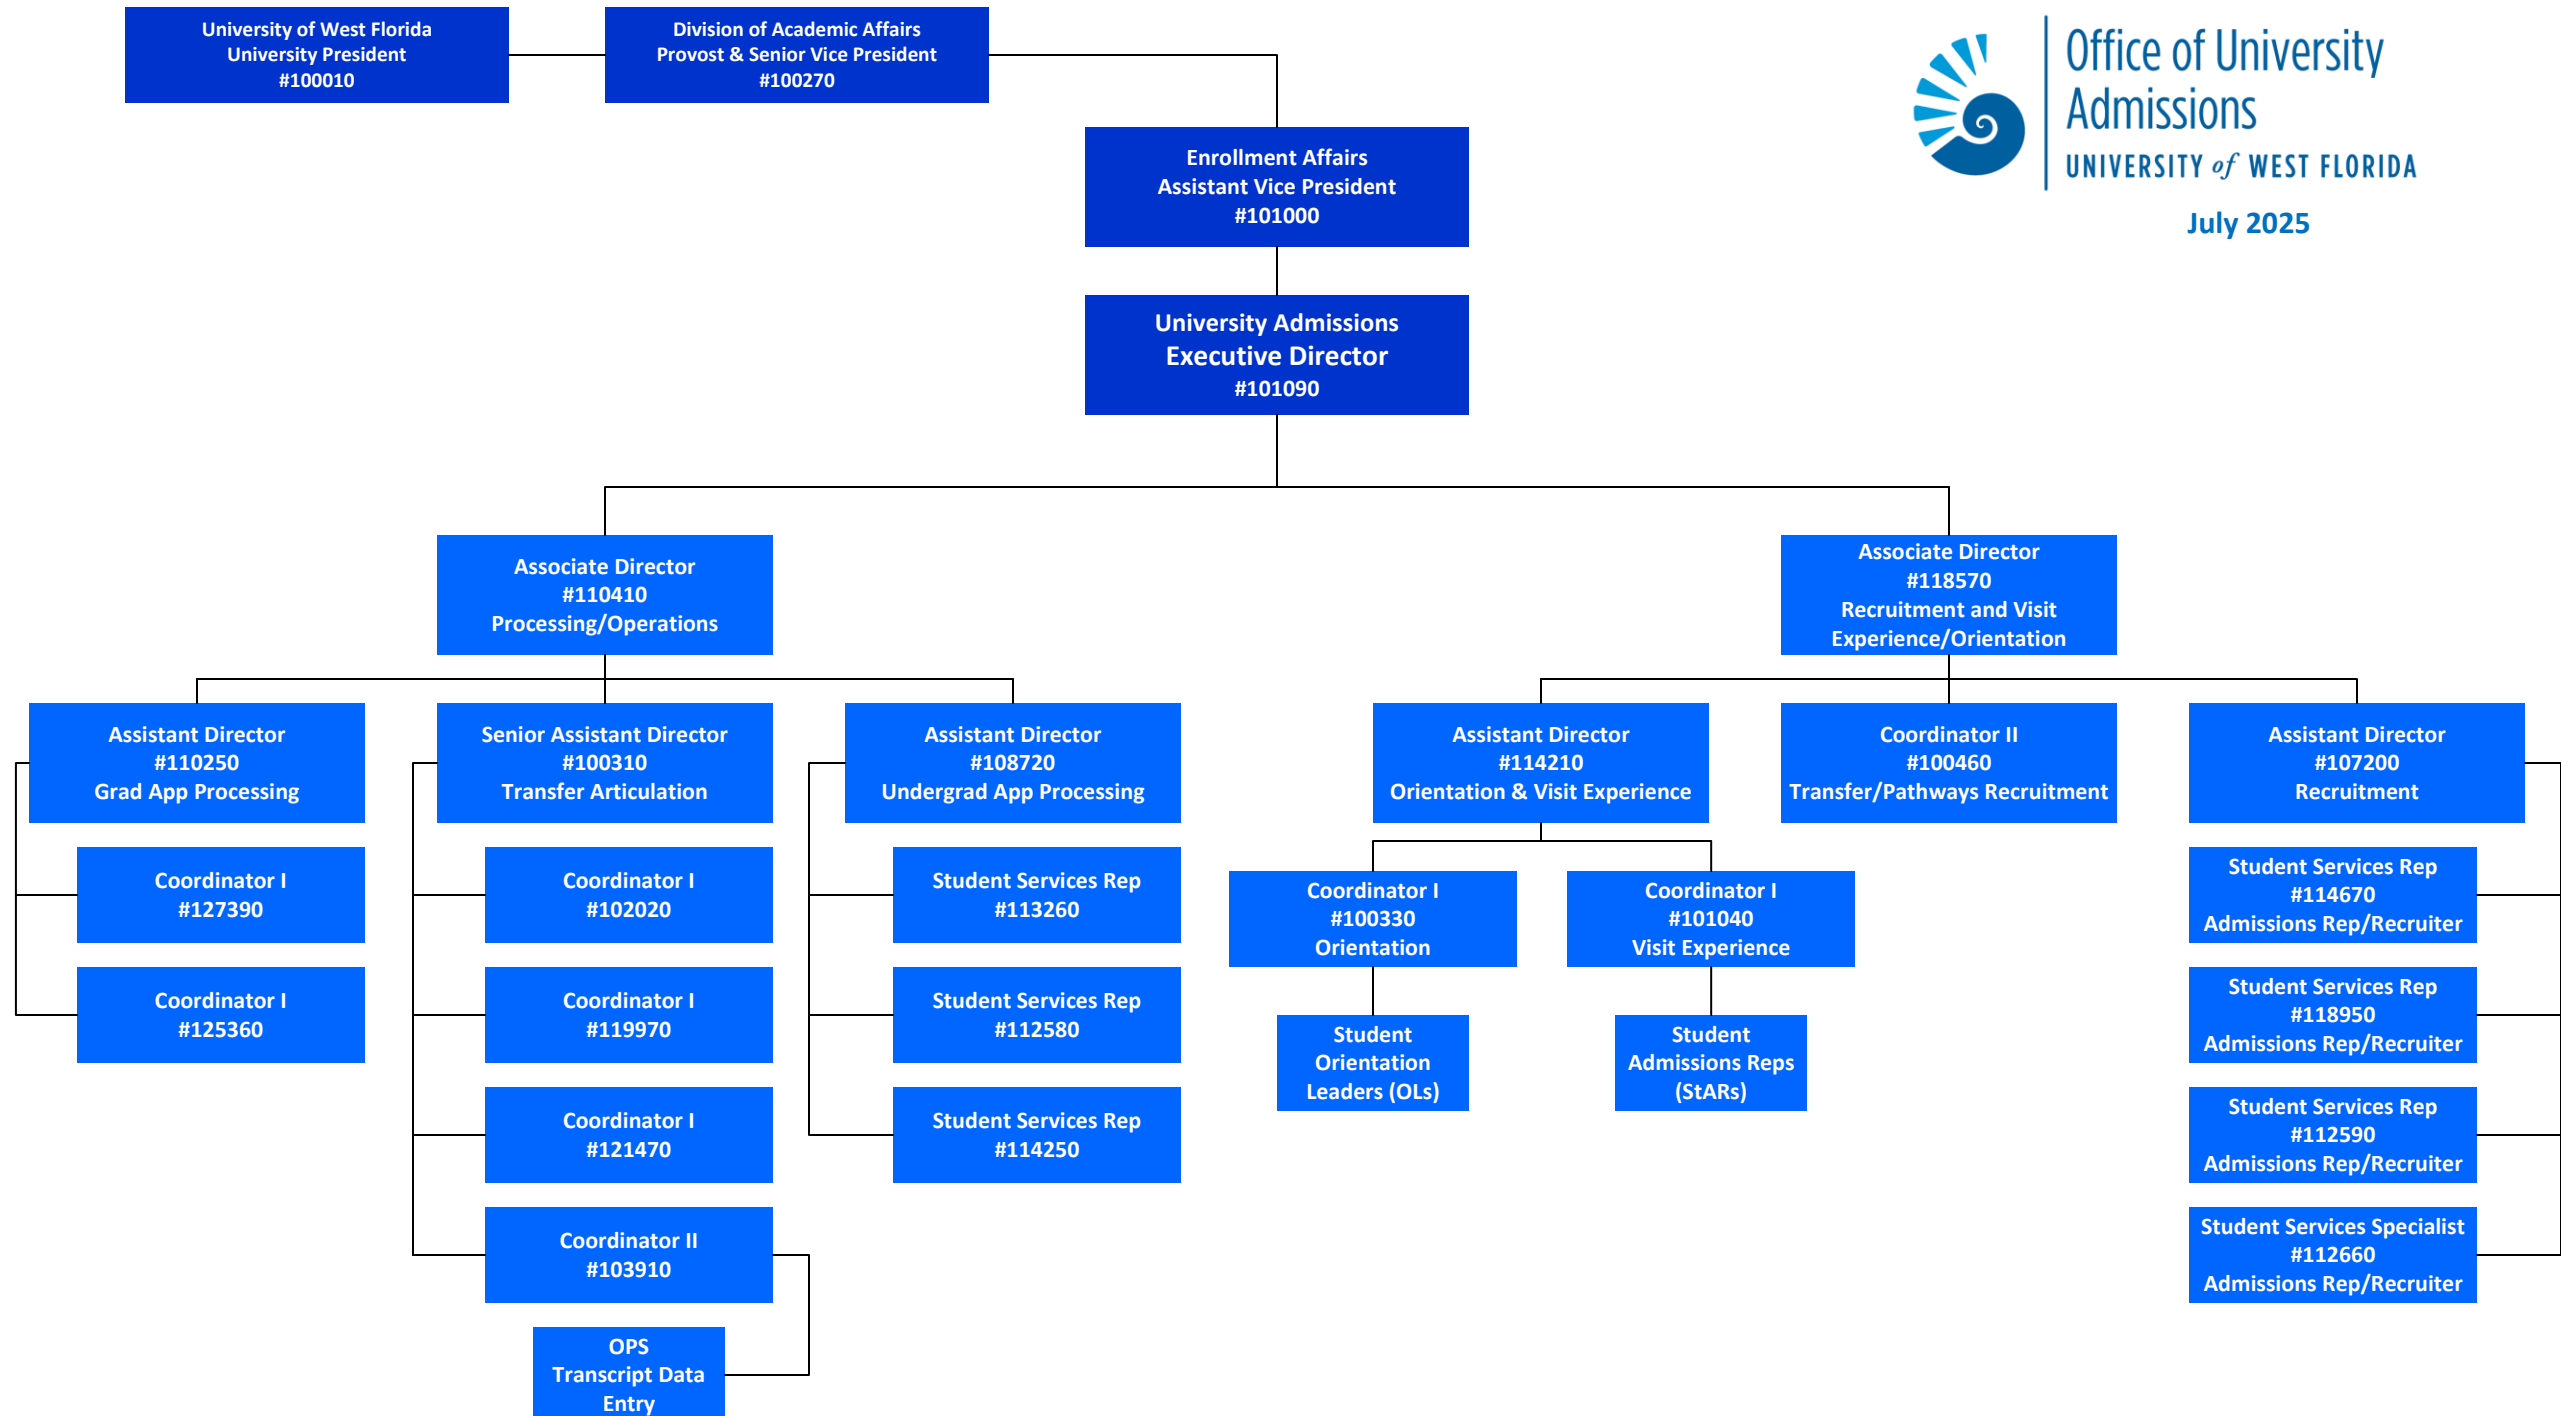 University of West Florida
University President
#100010
Division of Academic Affairs
Provost & Senior Vice President
#100270
Office of University
Admissions
UNIVERSITY of WEST FLORIDA
July 2025
Enrollment Affairs
Assistant Vice President
#101000
University Admissions
Executive Director
#101090
Associate Director
#110410
Processing/Operations
Associate Director
#118570
Recruitment and Visit
Experience/Orientation
Assistant Director
#110250
Grad App Processing
Senior Assistant Director
#100310
Transfer Articulation
Assistant Director
#108720
Undergrad App Processing
Assistant Director
#114210
Orientation & Visit Experience
Coordinator II
#100460
Transfer/Pathways Recruitment
Assistant Director
#107200
Recruitment
Coordinator I
#127390
Coordinator I
#125360
Coordinator I
#102020
Coordinator I
#119970
Coordinator I
#121470
Coordinator II
#103910
OPS
Transcript Data
Entry
Student Services Rep
#113260
Student Services Rep
#112580
Student Services Rep
#114250
Coordinator I
#100330
Orientation
Student
Orientation
Leaders (OLs)
Coordinator I
#101040
Visit Experience
Student
Admissions Reps
(StARs)
Student Services Rep
#114670
Admissions Rep/Recruiter
Student Services Rep
#118950
Admissions Rep/Recruiter
Student Services Rep
#112590
Admissions Rep/Recruiter
Student Services Specialist
#112660
Admissions Rep/Recruiter